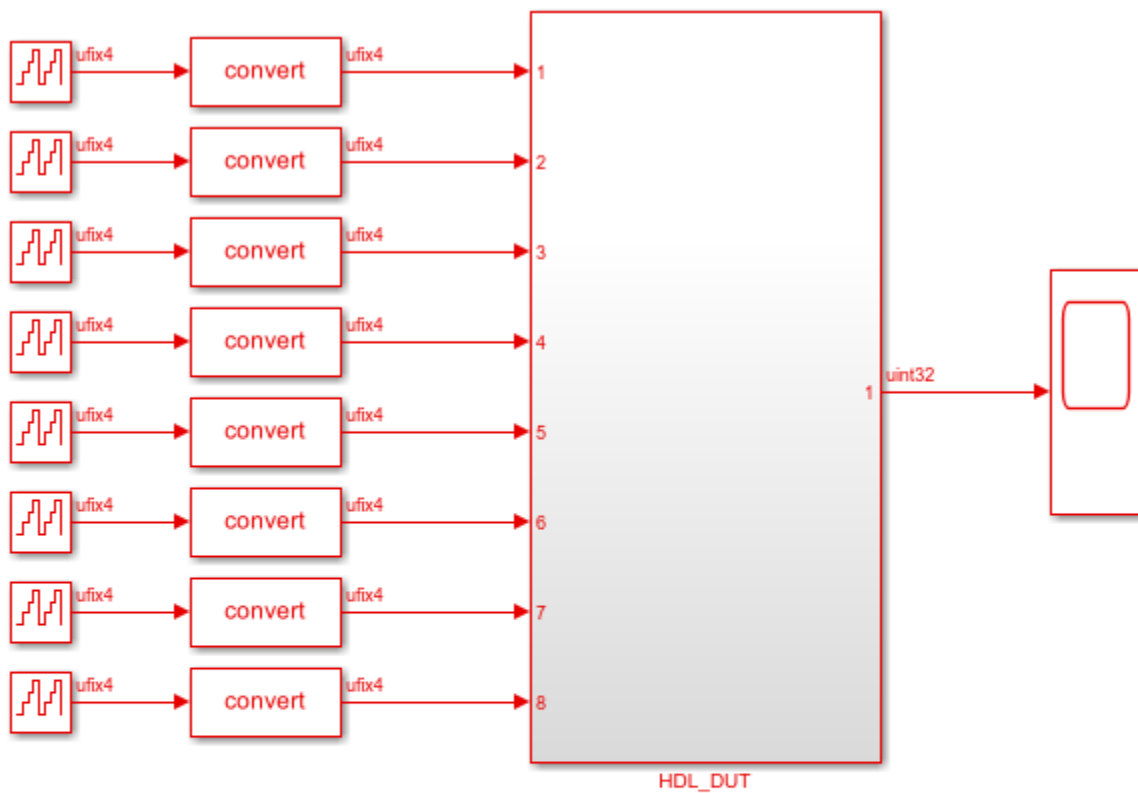 ufix4 convert ufix4 1
ufix4 convert ufix4 2
ufix4 convert ufix4 3
ufix4 convert ufix4 4
uint32
1
ufix4 convert ufix4 5
ufix4 convert ufix4 6
ufix4 convert ufix4 7
ufix4 convert ufix4 8
HDL_DUT